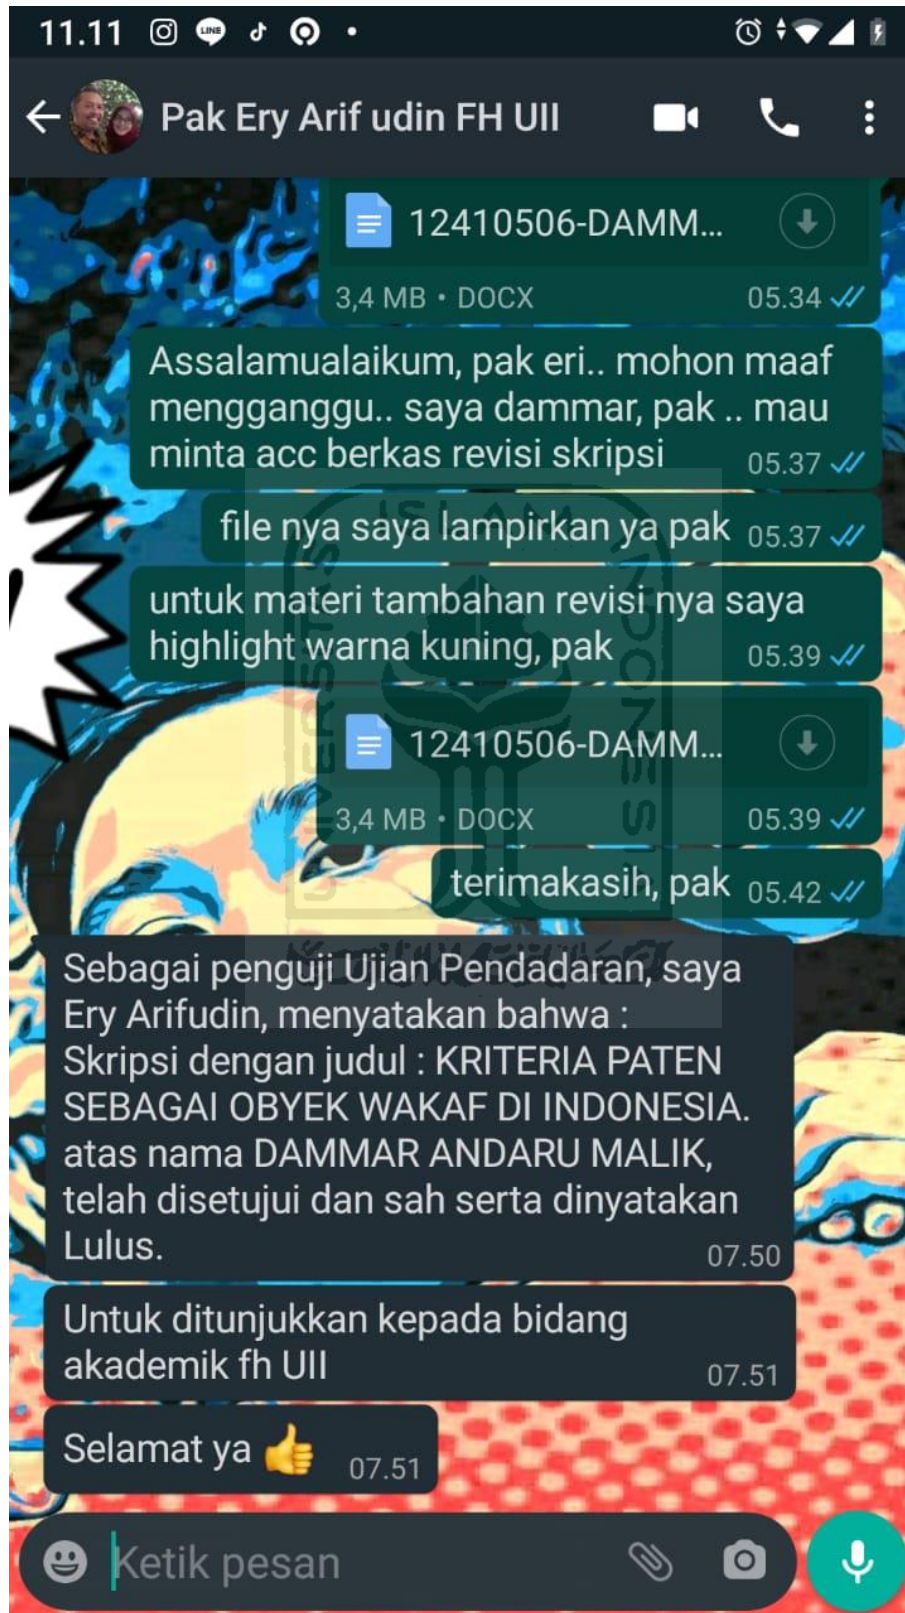 11.11
LINE
Pak Ery Arif udin FH UII
12410506-DAMM...
3,4 MB • DOCX 05.34
Assalamualaikum, pak eri.. mohon maaf
mengganggu.. saya dammar, pak .. mau
minta acc berkas revisi skripsi 05.37
file nya saya lampirkan ya pak 05.37
untuk materi tambahan revisi nya saya
highlight warna kuning, pak 05.39
12410506-DAMM...
3,4 MB • DOCX 05.39
terimakasih, pak 05.42
Sebagai penguji Ujian Pendadaran, saya
Ery Arifudin, menyatakan bahwa :
Skripsi dengan judul : KRITERIA PATEN
SEBAGAI OBYEK WAKAF DI INDONESIA.
atas nama DAMMAR ANDARU MALIK,
telah disetujui dan sah serta dinyatakan
Lulus. 07.50
Untuk ditunjukkan kepada bidang
akademik fh UII 07.51
Selamat ya 👍 07.51
Ketik pesan
UNIVERSITAS ISLAM INDONESIA